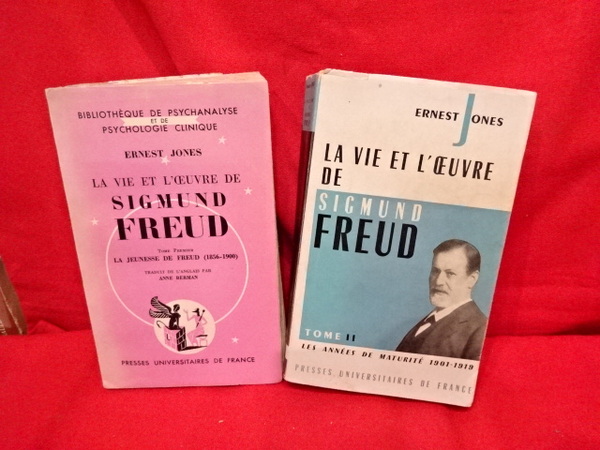 BIBLIOTHÈQUE DE PSYCHANALYSE
ET DE
PSYCHOLOGIE CLINIQUE
ERNEST JONES
LA VIE ET L'ŒUVRE DE
SIGMUND
FREUD
Tome Premier
LA JEUNESSE DE FREUD (1856-1900)
TRADUIT DE L'ANGLAIS PAR
ANNE BERMAN
PRESSES UNIVERSITAIRES DE FRANCE
ERNEST JONES
LA VIE ET L'ŒUVRE
DE
SIGMUND
FREUD
TOME II
LES ANNÉES DE MATURITÉ 1901-1919
PRESSES UNIVERSITAIRES DE FRANCE